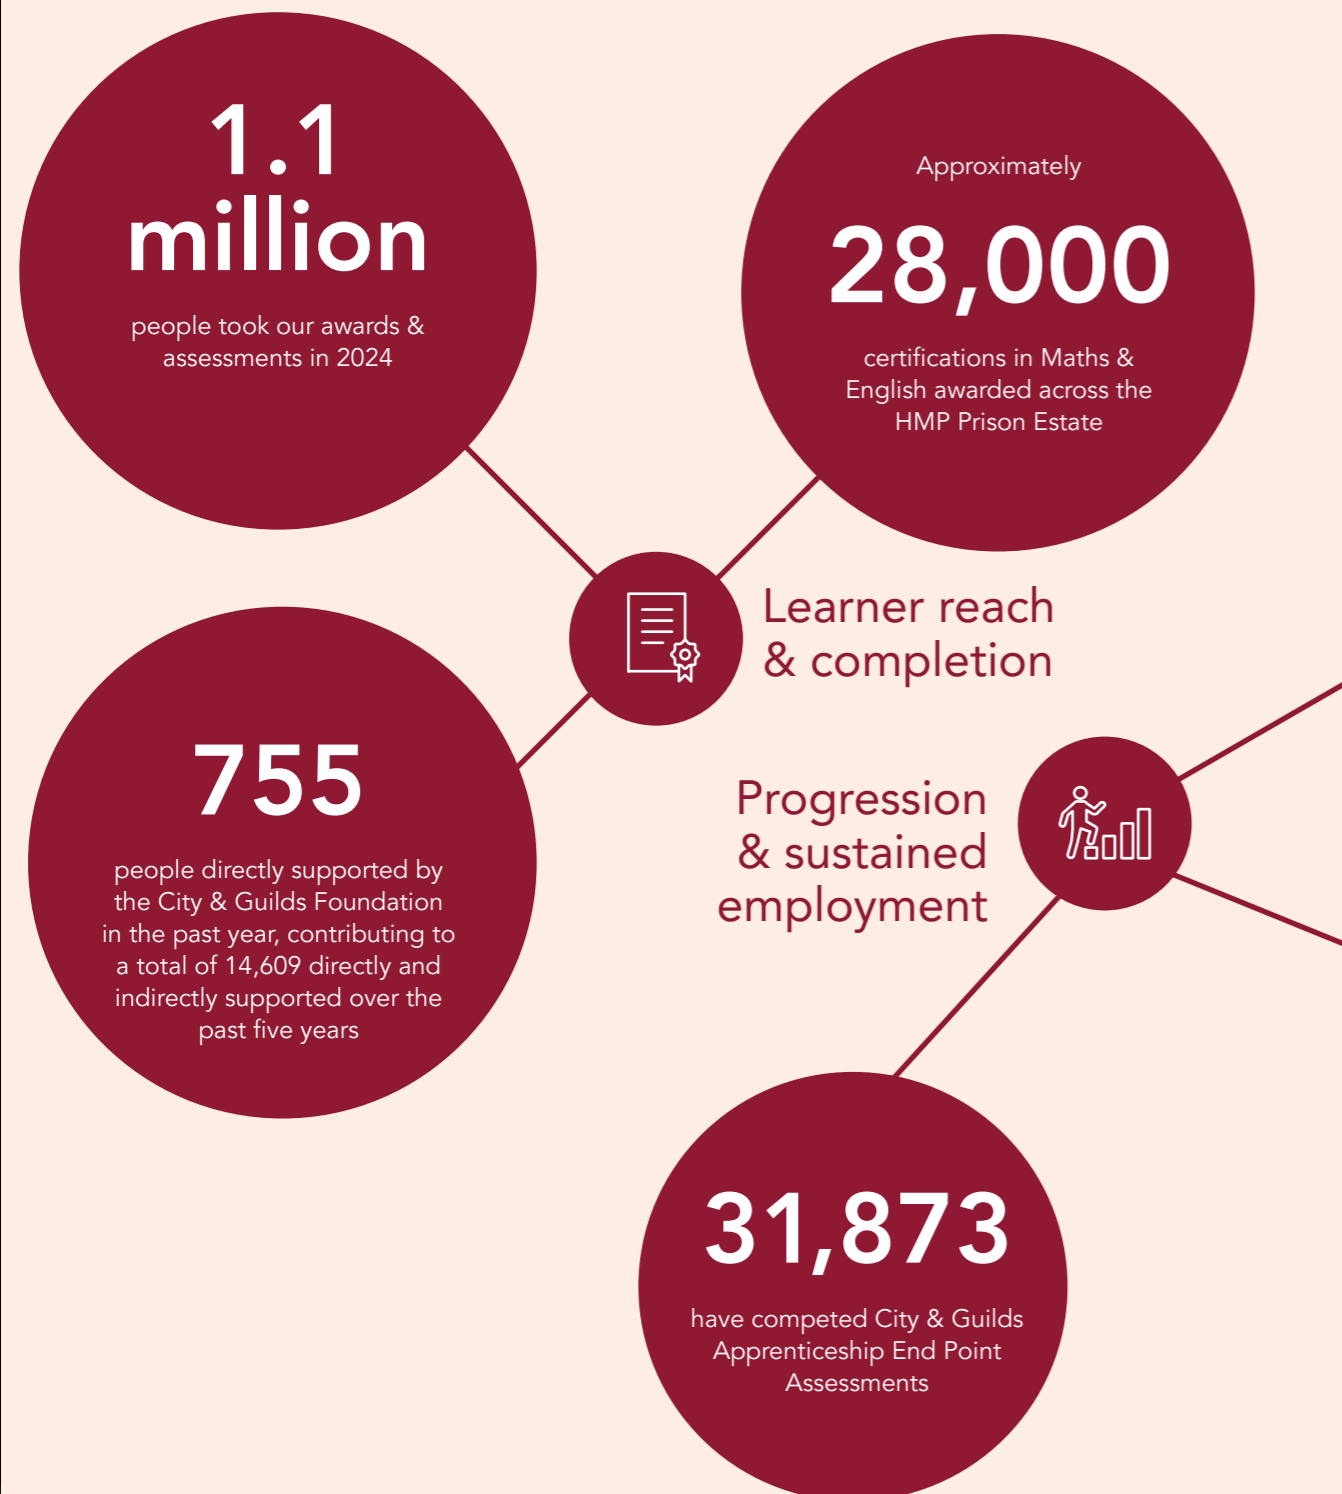 1.1
million
people took our awards &
assessments in 2024
Approximately
28,000
certifications in Maths &
English awarded across the
HMP Prison Estate
Learner reach
& completion
755
people directly supported by
the City & Guilds Foundation
in the past year, contributing to
a total of 14,609 directly and
indirectly supported over the
past five years
Progression
& sustained
employment
31,873
have competed City & Guilds
Apprenticeship End Point
Assessments